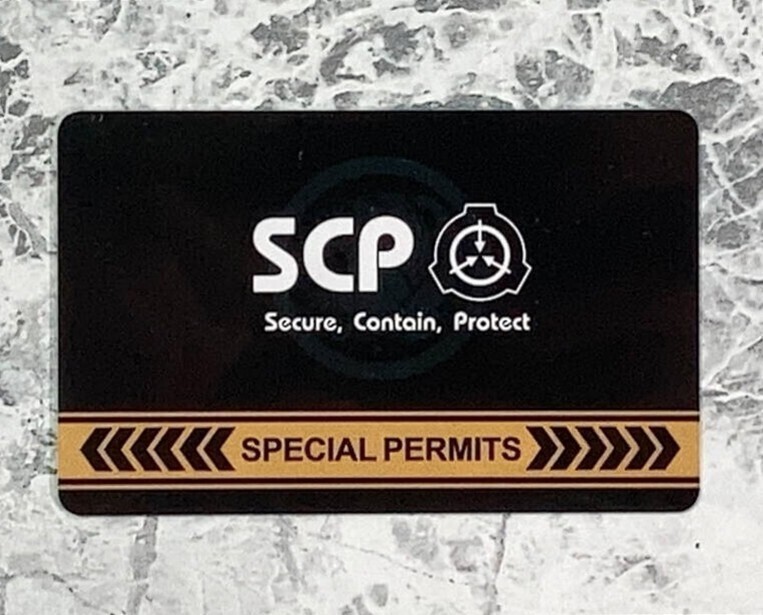 SCP
Secure, Contain, Protect
SPECIAL PERMITS